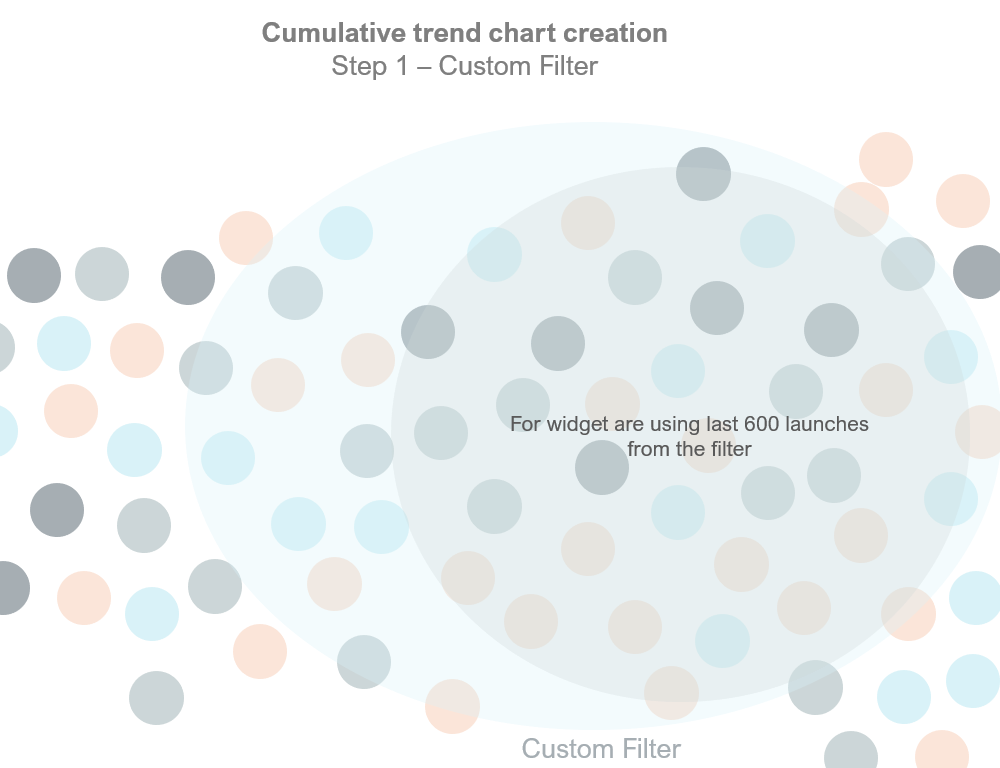 Cumulative trend chart creation
Step 1 – Custom Filter
For widget are using last 600 launches
from the filter
Custom Filter